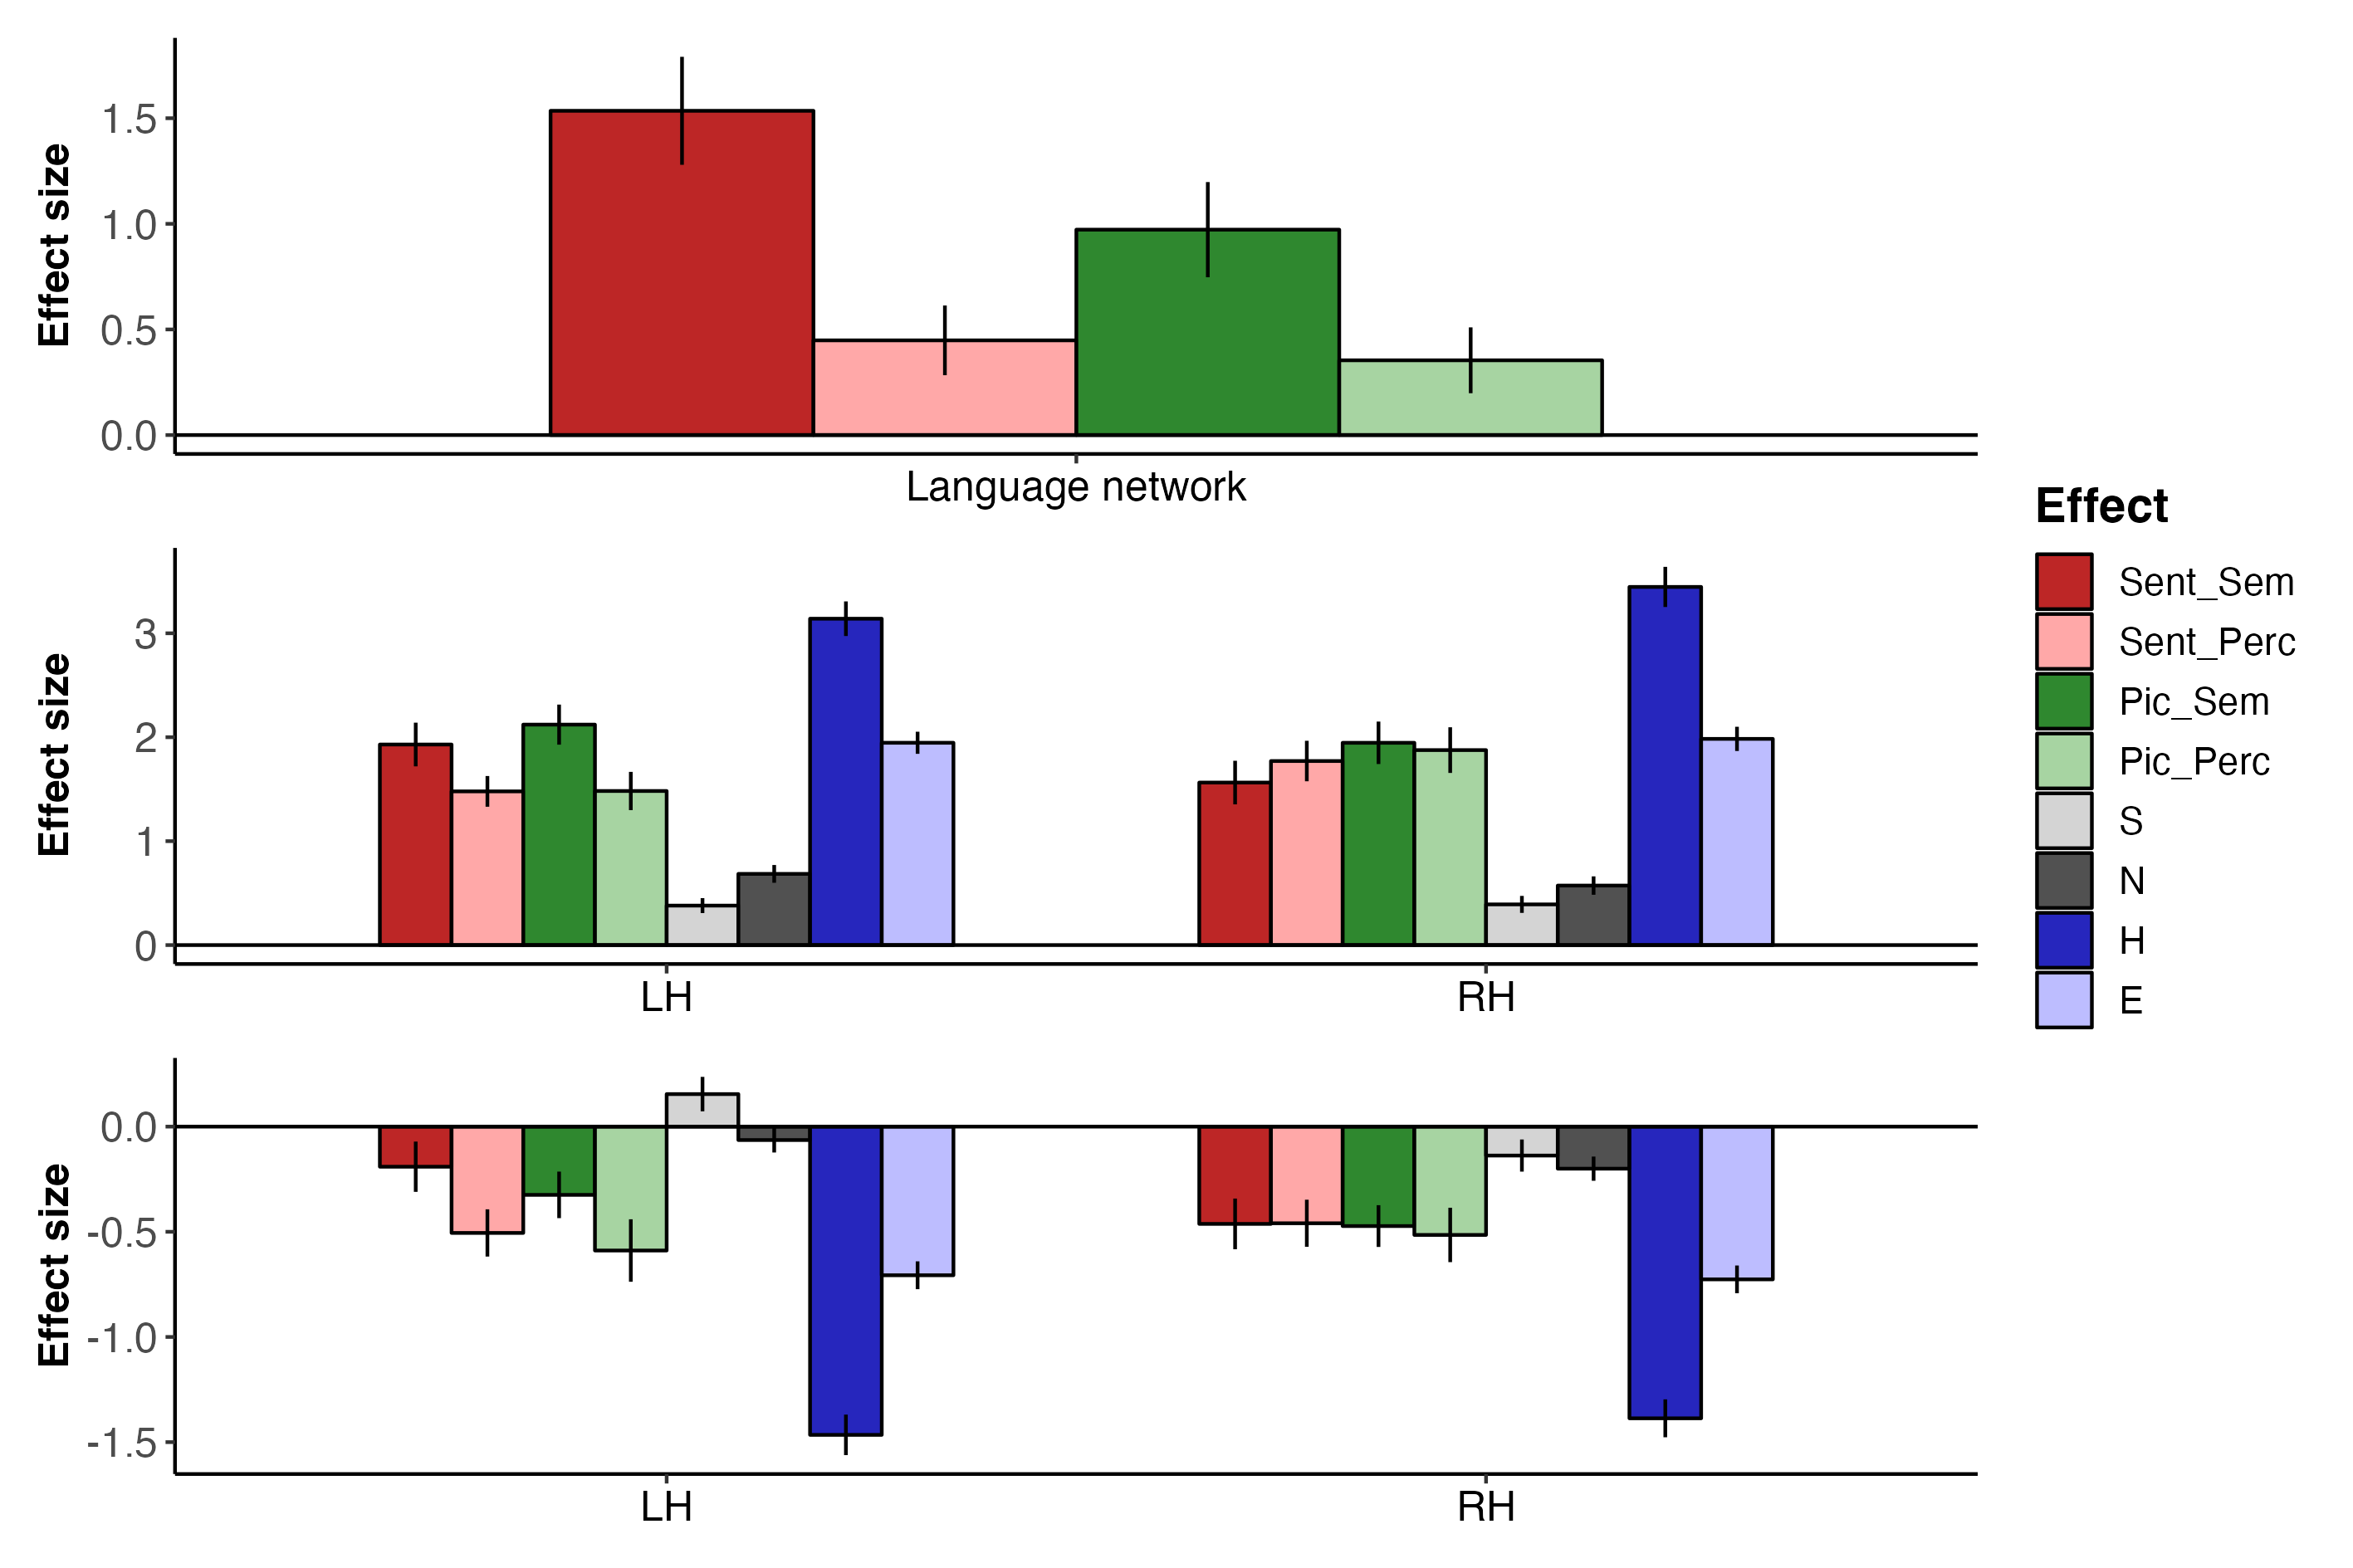 Effect size
1.5
1.0
0.5
0.0
Language network
Effect size
3
2
1
0
LH RH
Effect size
0.0
-0.5
-1.0
-1.5
LH RH
Effect
Sent_Sem
Sent_Perc
Pic_Sem
Pic_Perc
S
N
H
E